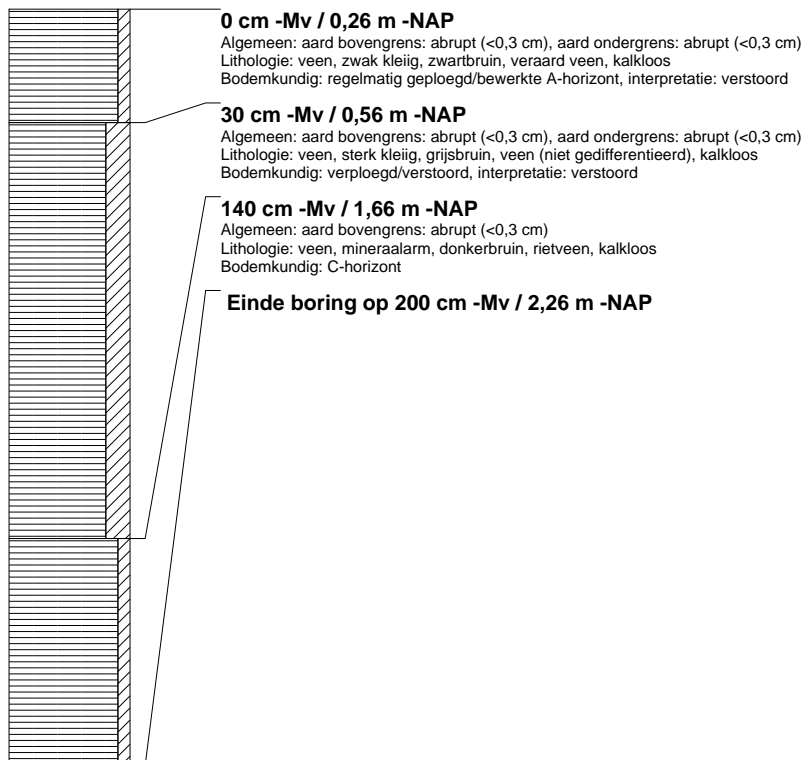 0 cm -Mv / 0,26 m -NAP
Algemeen: aard bovengrens: abrupt (<0,3 cm), aard ondergrens: abrupt (<0,3 cm)
Lithologie: veen, zwak kleiig, zwartbruin, veraard veen, kalkloos
Bodemkundig: regelmatig geploegd/bewerkte A-horizont, interpretatie: verstoord
30 cm -Mv / 0,56 m -NAP
Algemeen: aard bovengrens: abrupt (<0,3 cm), aard ondergrens: abrupt (<0,3 cm)
Lithologie: veen, sterk kleiig, grijsbruin, veen (niet gedifferentieerd), kalkloos
Bodemkundig: verploegd/verstoord, interpretatie: verstoord
140 cm -Mv / 1,66 m -NAP
Algemeen: aard bovengrens: abrupt (<0,3 cm)
Lithologie: veen, mineraalarm, donkerbruin, rietveen, kalkloos
Bodemkundig: C-horizont
Einde boring op 200 cm -Mv / 2,26 m -NAP